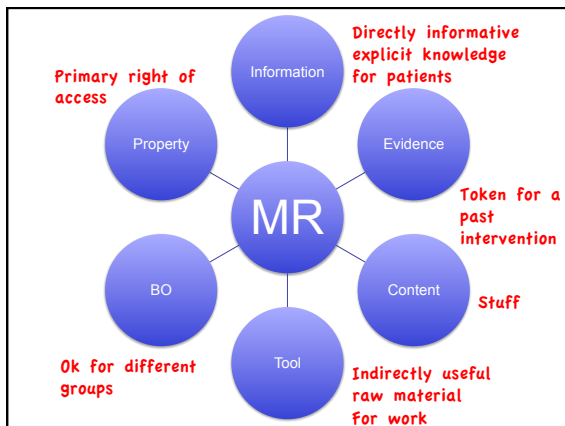 Directly informative
explicit knowledge
for patients
Information
Primary right of
access
Property
Evidence
MR
Token for a
past
intervention
BO
Content
Stuff
Ok for different
groups
Tool
Indirectly useful
raw material
For work